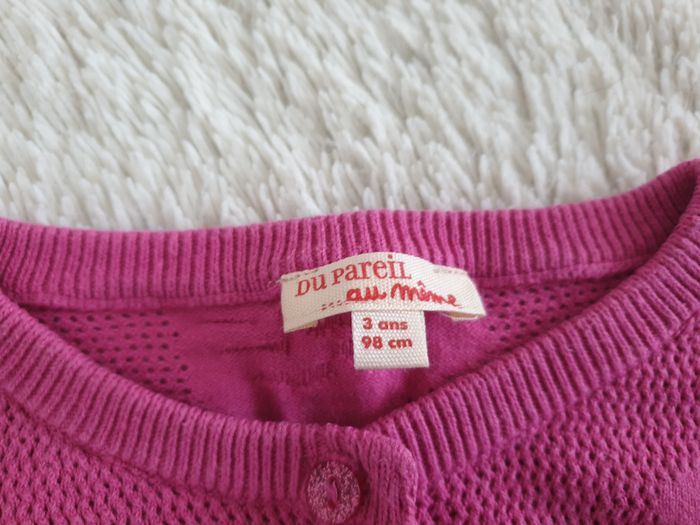 DU PAREIL
...au même
3 ans
98 cm